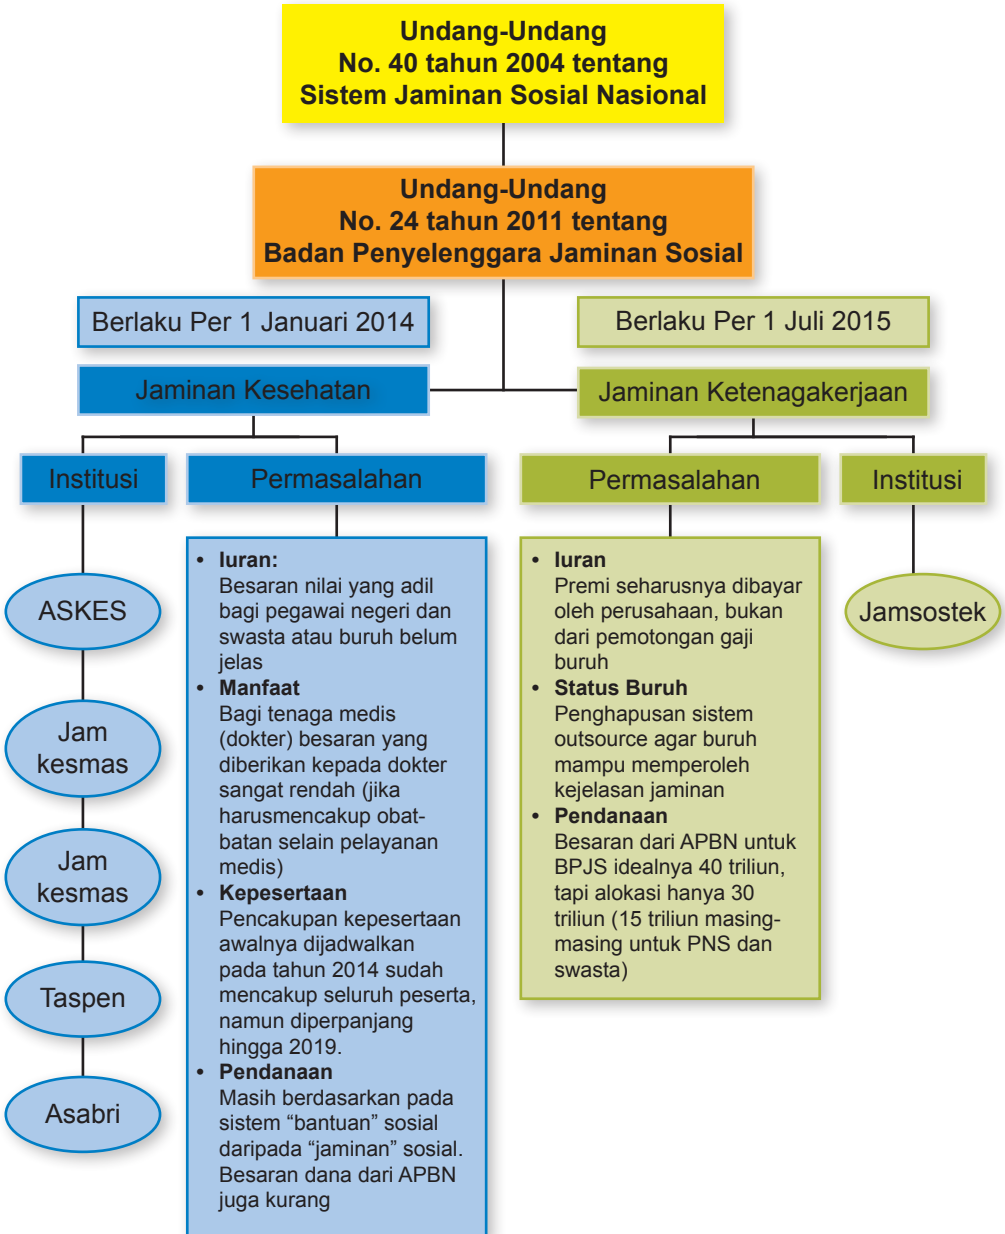 Undang-Undang
No. 40 tahun 2004 tentang
Sistem Jaminan Sosial Nasional
Undang-Undang
No. 24 tahun 2011 tentang
Badan Penyelenggara Jaminan Sosial
Berlaku Per 1 Januari 2014
Berlaku Per 1 Juli 2015
Jaminan Kesehatan
Jaminan Ketenagakerjaan
Institusi
Permasalahan
Permasalahan
Institusi
ASKES
Jam
kesmas
Jam
kesmas
Taspen
Asabri
• Iuran:
Besaran nilai yang adil
bagi pegawai negeri dan
swasta atau buruh belum
jelas
• Manfaat
Bagi tenaga medis
(dokter) besaran yang
diberikan kepada dokter
sangat rendah (jika
harusmencakup obat-
batan selain pelayanan
medis)
• Kepesertaan
Pencakupan kepesertaan
awalnya dijadwalkan
pada tahun 2014 sudah
mencakup seluruh peserta,
namun diperpanjang
hingga 2019.
• Pendanaan
Masih berdasarkan pada
sistem “bantuan” sosial
daripada “jaminan” sosial.
Besaran dana dari APBN
juga kurang
• Iuran
Premi seharusnya dibayar
oleh perusahaan, bukan
dari pemotongan gaji
buruh
• Status Buruh
Penghapusan sistem
outsource agar buruh
mampu memperoleh
kejelasan jaminan
• Pendanaan
Besaran dari APBN untuk
BPJS idealnya 40 triliun,
tapi alokasi hanya 30
triliun (15 triliun masing-
masing untuk PNS dan
swasta)
Jamsostek